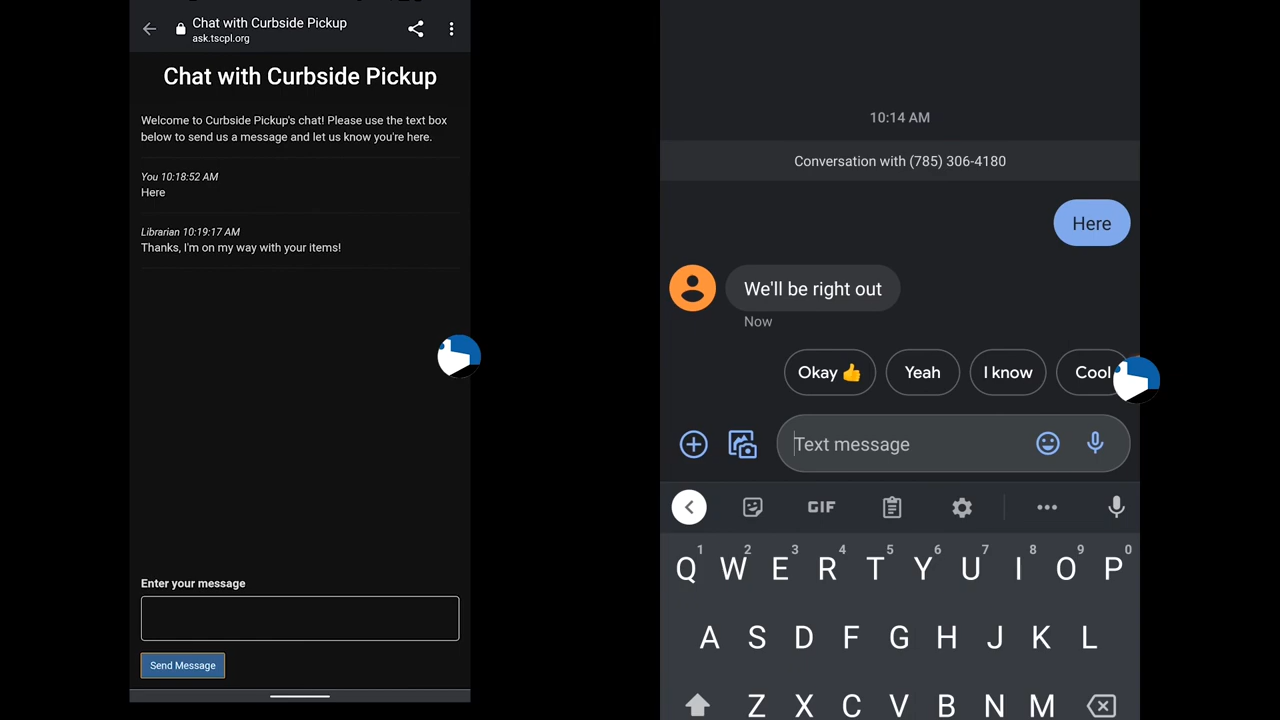 Chat with Curbside Pickup
ask.tscpl.org
Chat with Curbside Pickup
Welcome to Curbside Pickup's chat! Please use the text box
below to send us a message and let us know you're here.
You 10:18:52 AM
Here
Librarian 10:19:17 AM
Thanks, I'm on my way with your items!
Enter your message
Send Message
10:14 AM
Conversation with (785) 306-4180
Here
We'll be right out
Now
Okay 👍 Yeah I know Cool
Text message
GIF
1 2 3 4 5 6 7 8 9 0
Q W E R T Y U I O P
A S D F G H J K L
Z X C V B N M